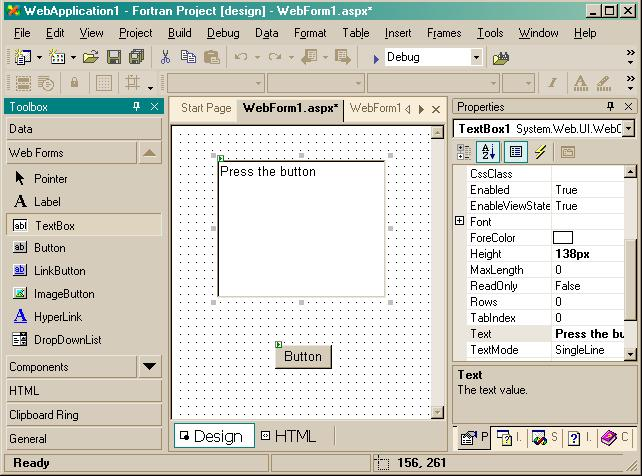 WebApplication1 - Fortran Project [design] - WebForm1.aspx*
File Edit View Project Build Debug Data Format Table Insert Frames Tools Window Help
Debug
Toolbox
Data
Web Forms
Pointer
A Label
abl TextBox
ab Button
ab LinkButton
ImageButton
A HyperLink
DropDownList
Components
HTML
Clipboard Ring
General
Start Page WebForm1.aspx* WebForm1
Press the button
Button
Design HTML
Properties
TextBox1 System.Web.UI.WebC
CssClass
Enabled True
EnableViewState True
Font
ForeColor
Height 138px
MaxLength 0
ReadOnly False
Rows 0
TabIndex 0
Text Press the bu
TextMode SingleLine
Text
The text value.
P I. S I. C
Ready 156, 261